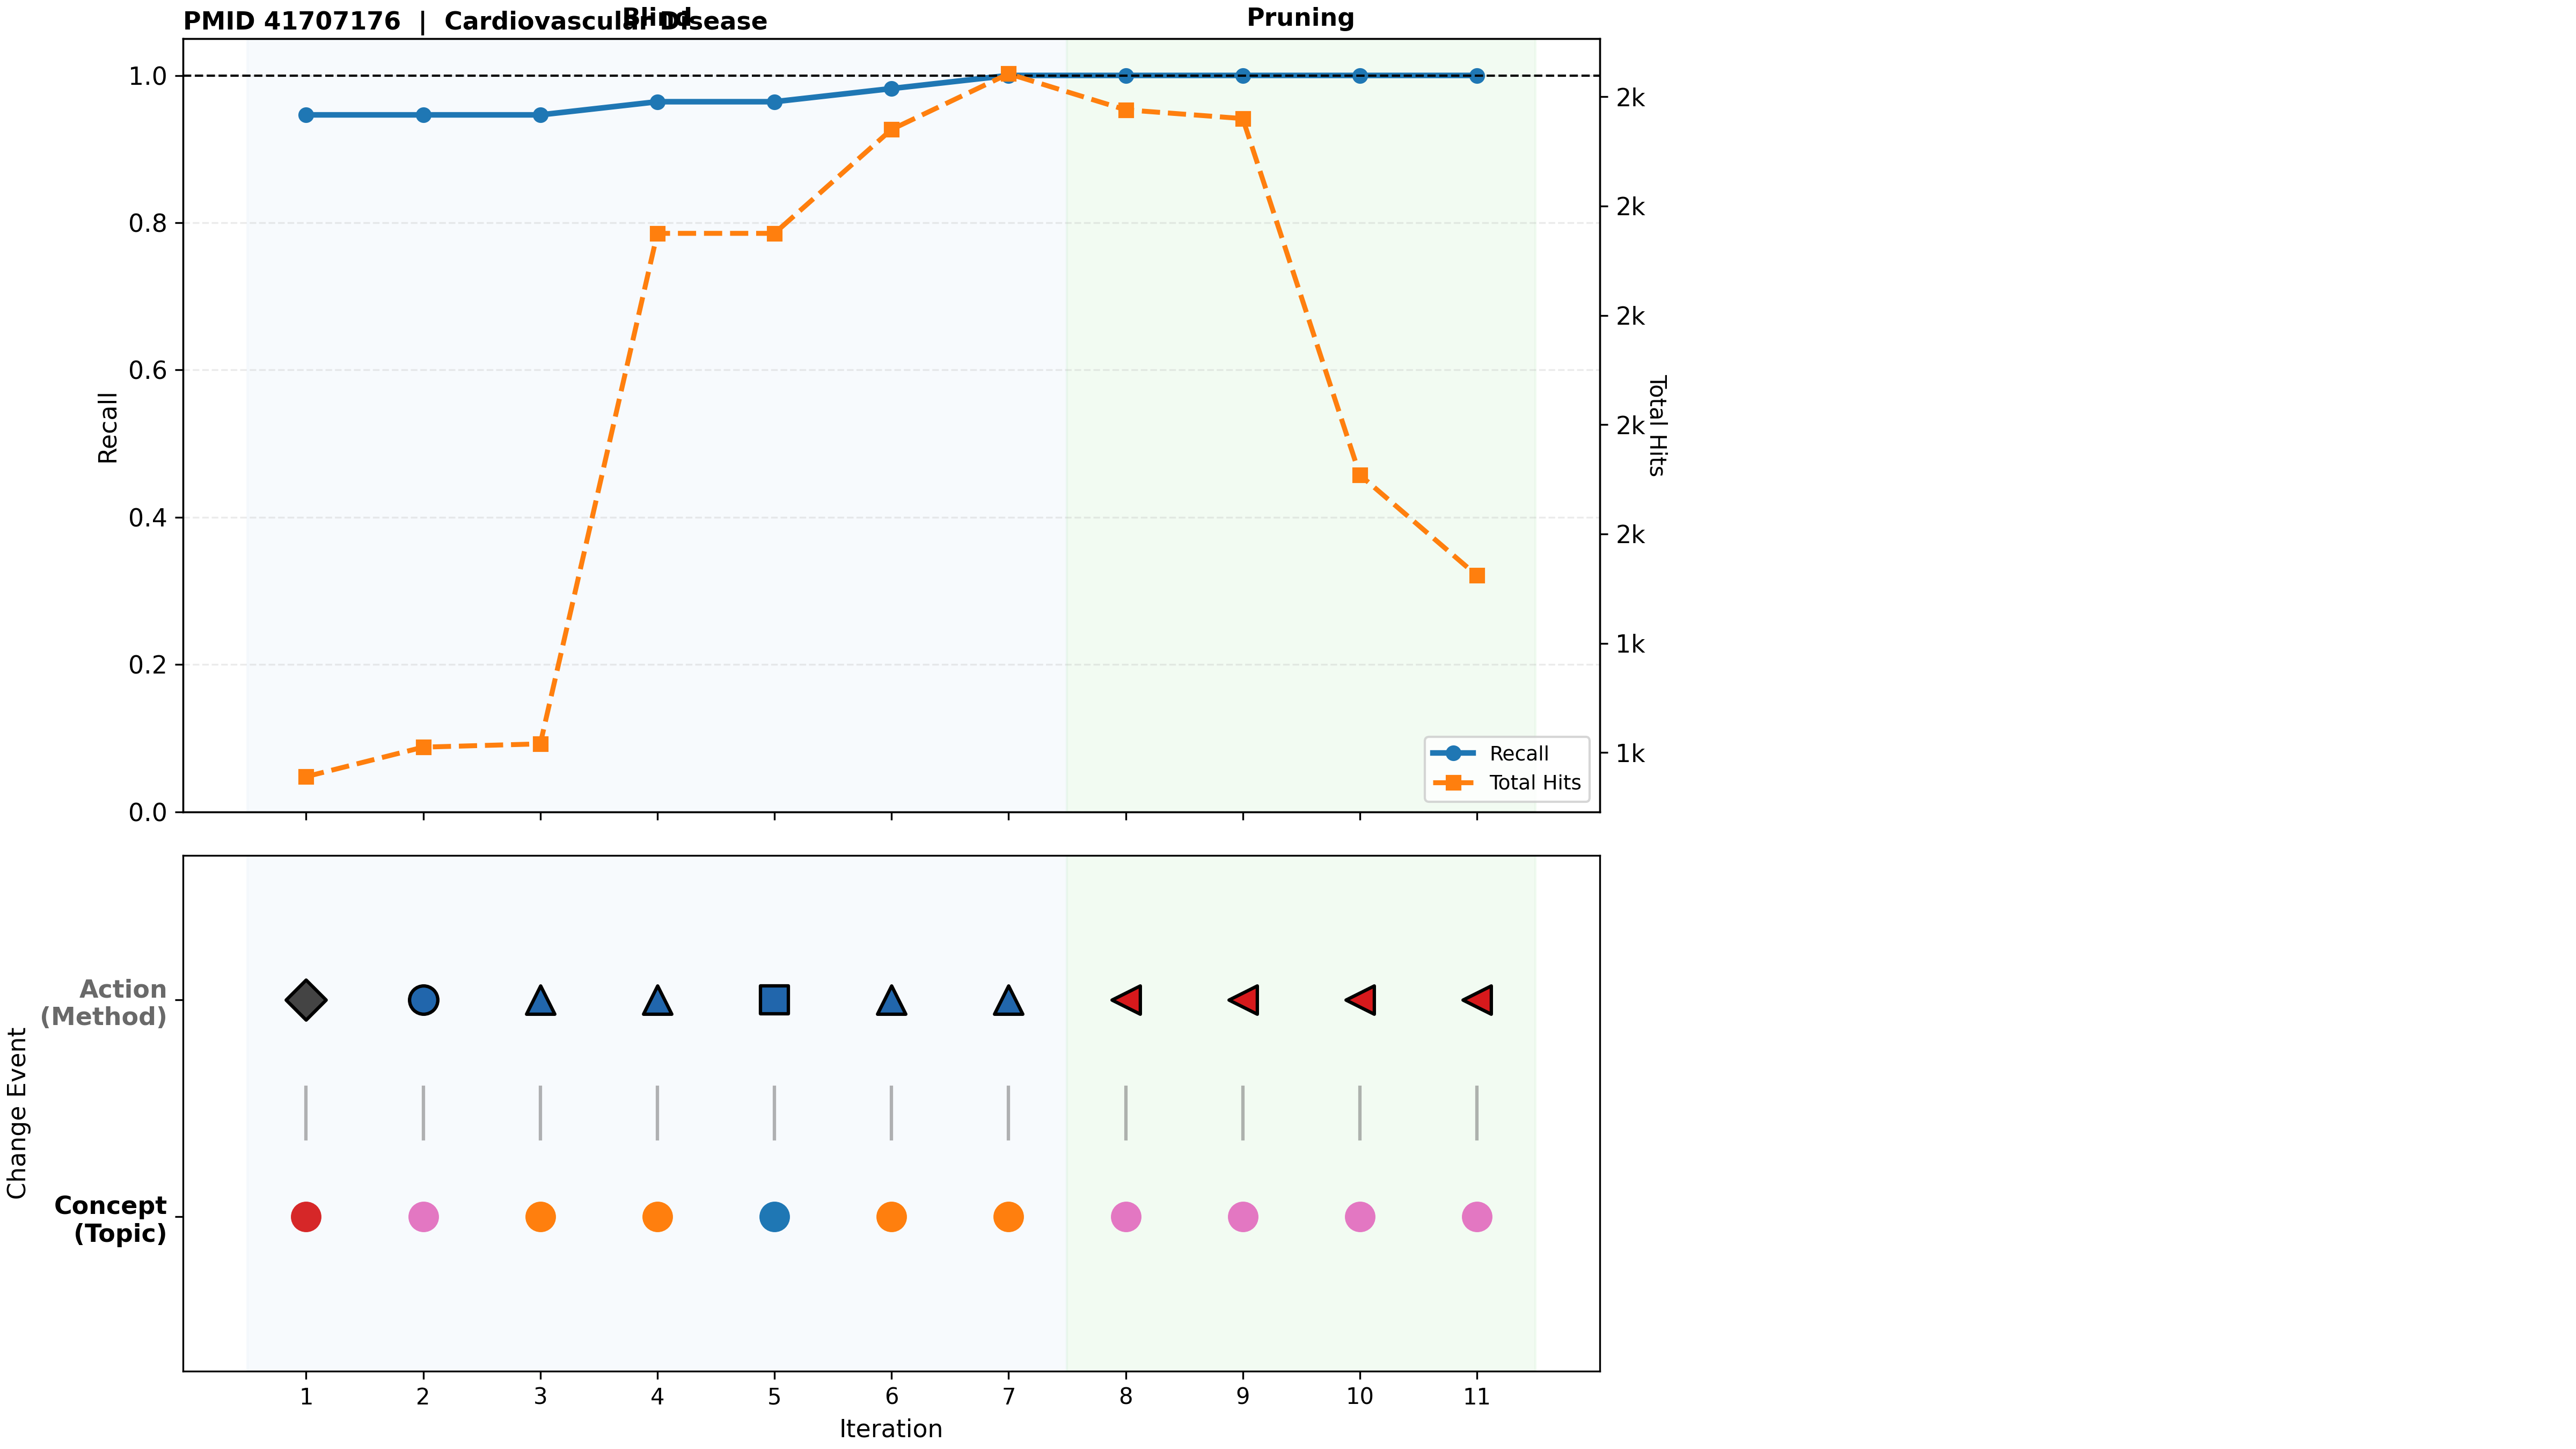 PMID 41707176 | Cardiovascular Disease
Blind
Pruning
1.0
0.8
0.6
0.4
0.2
0.0
Recall
2k
2k
2k
2k
2k
1k
1k
Total Hits
Recall
Total Hits
Action
(Method)
Concept
(Topic)
Change Event
1 2 3 4 5 6 7 8 9 10 11
Iteration